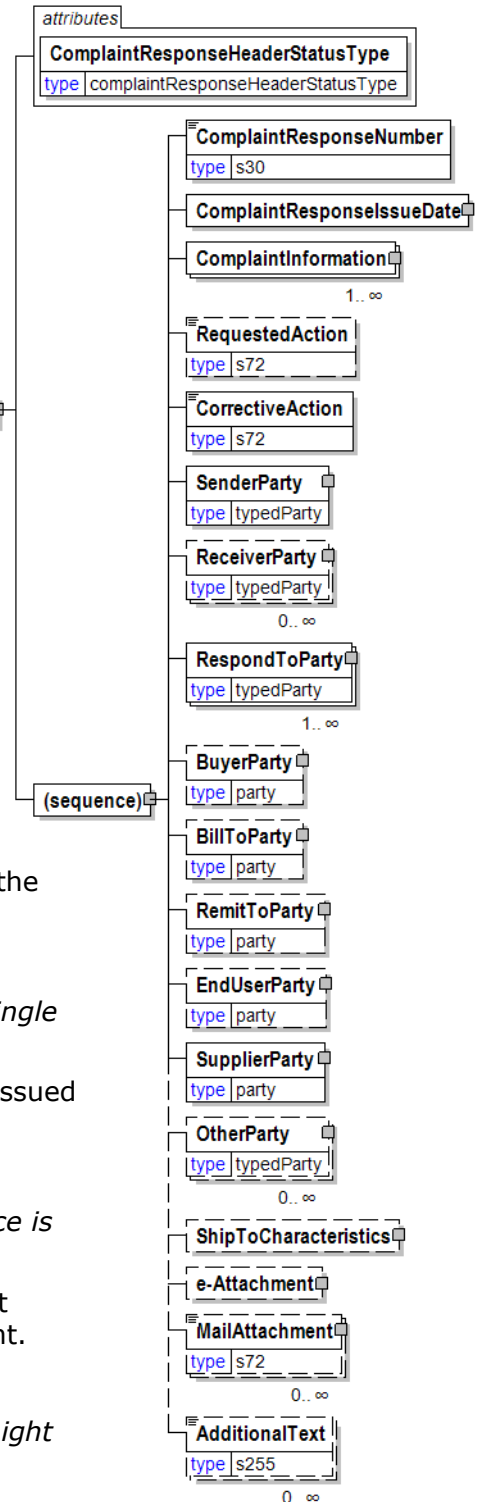 attributes
ComplaintResponseHeaderStatusType
type complaintResponseHeaderStatusType
ComplaintResponseNumber
type s30
ComplaintResponseIssueDate
ComplaintInformation
1.. ∞
RequestedAction
type s72
CorrectiveAction
type s72
SenderParty
type typedParty
ReceiverParty
type typedParty
0.. ∞
RespondToParty
type typedParty
1.. ∞
(sequence)
BuyerParty
type party
BillToParty
type party
RemitToParty
type party
EndUserParty
type party
SupplierParty
type party
OtherParty
type typedParty
0.. ∞
ShipToCharacteristics
e-Attachment
MailAttachment
type s72
0.. ∞
AdditionalText
type s255
0.. ∞
the
ingle
issued
ce is
t
nt.
ight